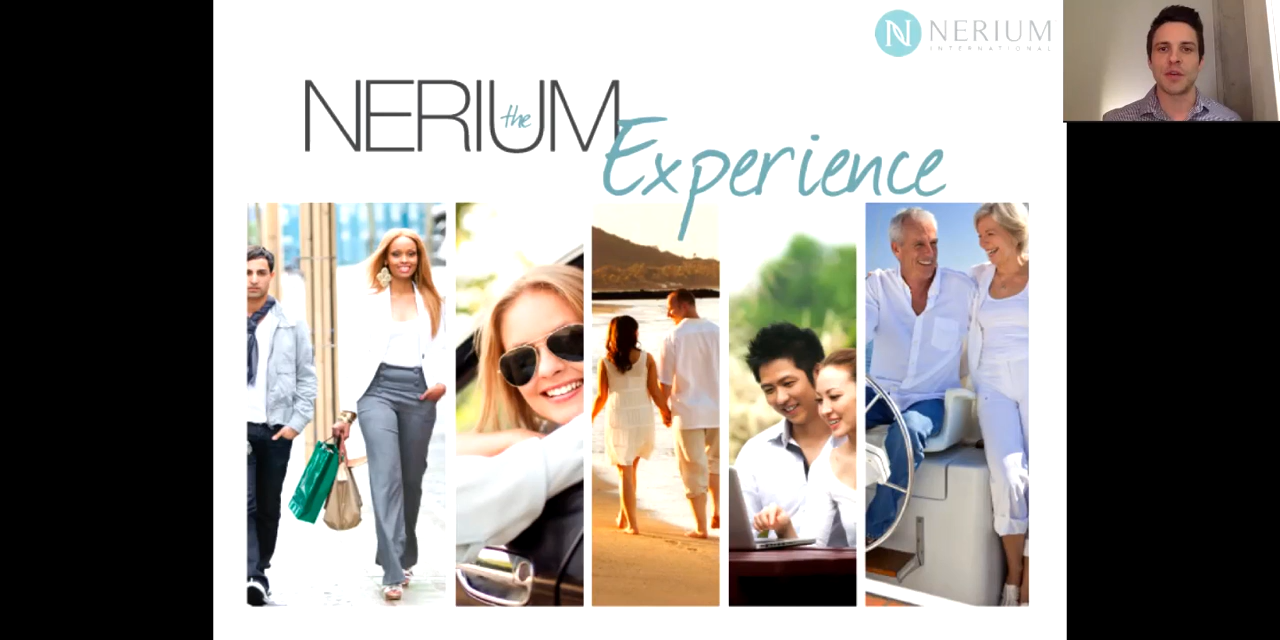 NERIUM
INTERNATIONAL
NERIUM
the
Experience